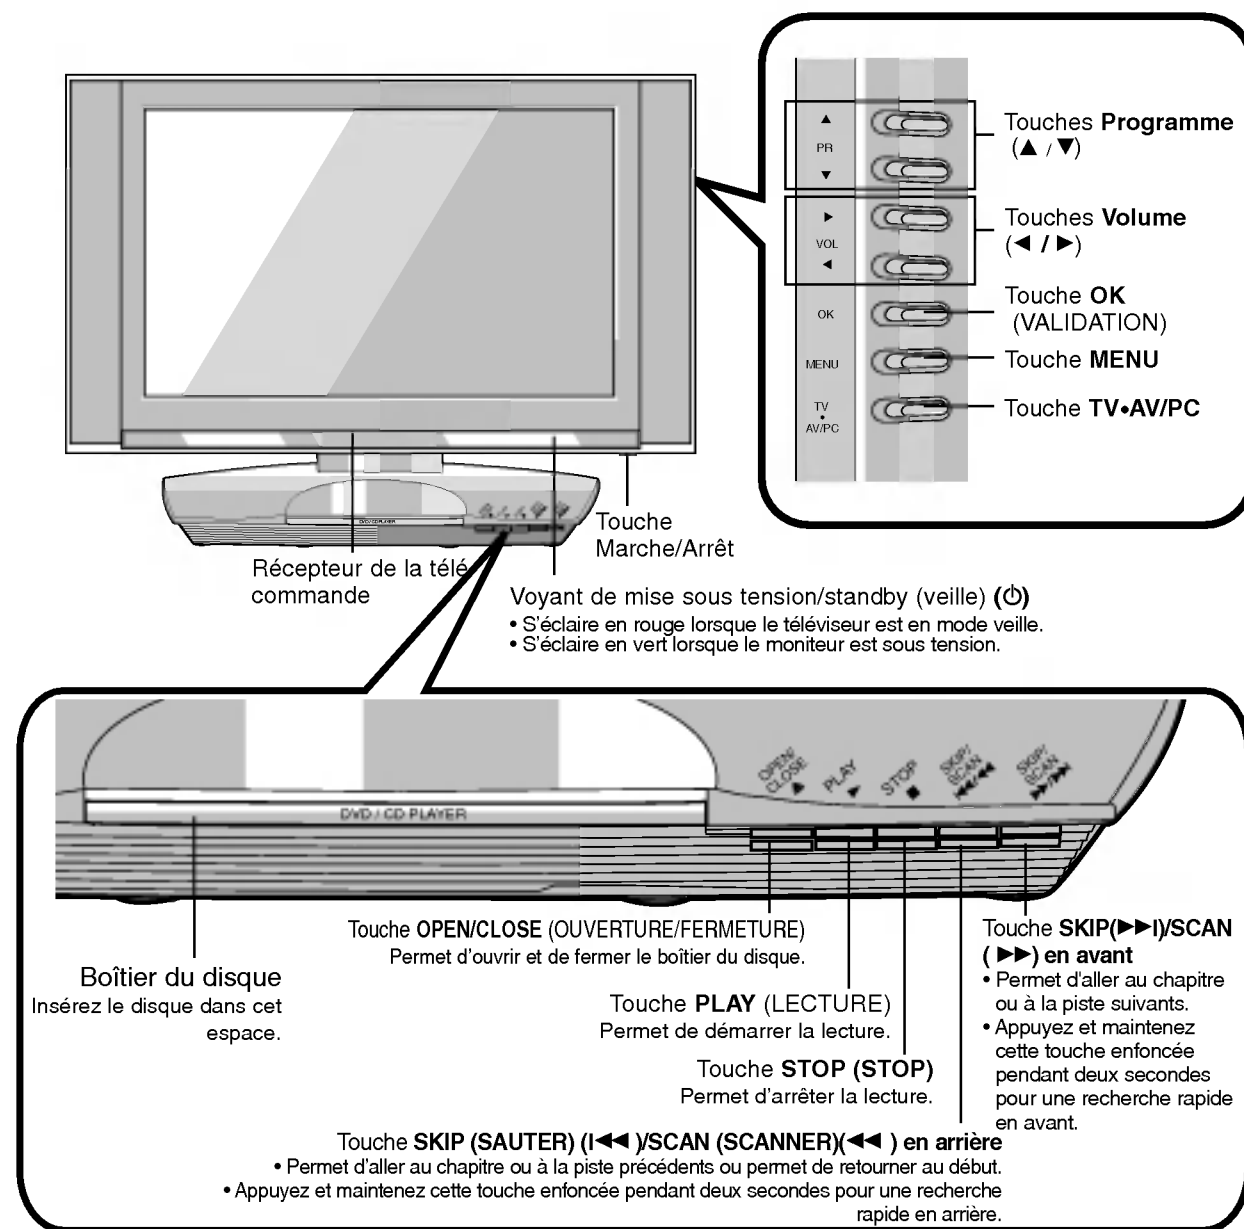 ▲
PR
▼
►
VOL
◄
OK
MENU
TV
•
AV/PC
Touches Programme
(▲ / ▼)
Touches Volume
(◄ / ►)
Touche OK
(VALIDATION)
Touche MENU
Touche TV•AV/PC
DVD / CD PLAYER
Touche
Marche/Arrêt
Récepteur de la télé
commande
Voyant de mise sous tension/standby (veille) (⏻)
• S'éclaire en rouge lorsque le téléviseur est en mode veille.
• S'éclaire en vert lorsque le moniteur est sous tension.
OPEN/
CLOSE ▲
PLAY ►
STOP ■
SKIP/
SCAN
I◄◄/◄◄
SKIP/
SCAN
►►/►►I
DVD / CD PLAYER
Touche OPEN/CLOSE (OUVERTURE/FERMETURE)
Permet d'ouvrir et de fermer le boîtier du disque.
Boîtier du disque
Insérez le disque dans cet
espace.
Touche PLAY (LECTURE)
Permet de démarrer la lecture.
Touche STOP (STOP)
Permet d'arrêter la lecture.
Touche SKIP(►►I)/SCAN
( ►►) en avant
• Permet d'aller au chapitre
ou à la piste suivants.
• Appuyez et maintenez
cette touche enfoncée
pendant deux secondes
pour une recherche rapide
en avant.
Touche SKIP (SAUTER) (I◄◄ )/SCAN (SCANNER)(◄◄ ) en arrière
• Permet d'aller au chapitre ou à la piste précédents ou permet de retourner au début.
• Appuyez et maintenez cette touche enfoncée pendant deux secondes pour une recherche
rapide en arrière.